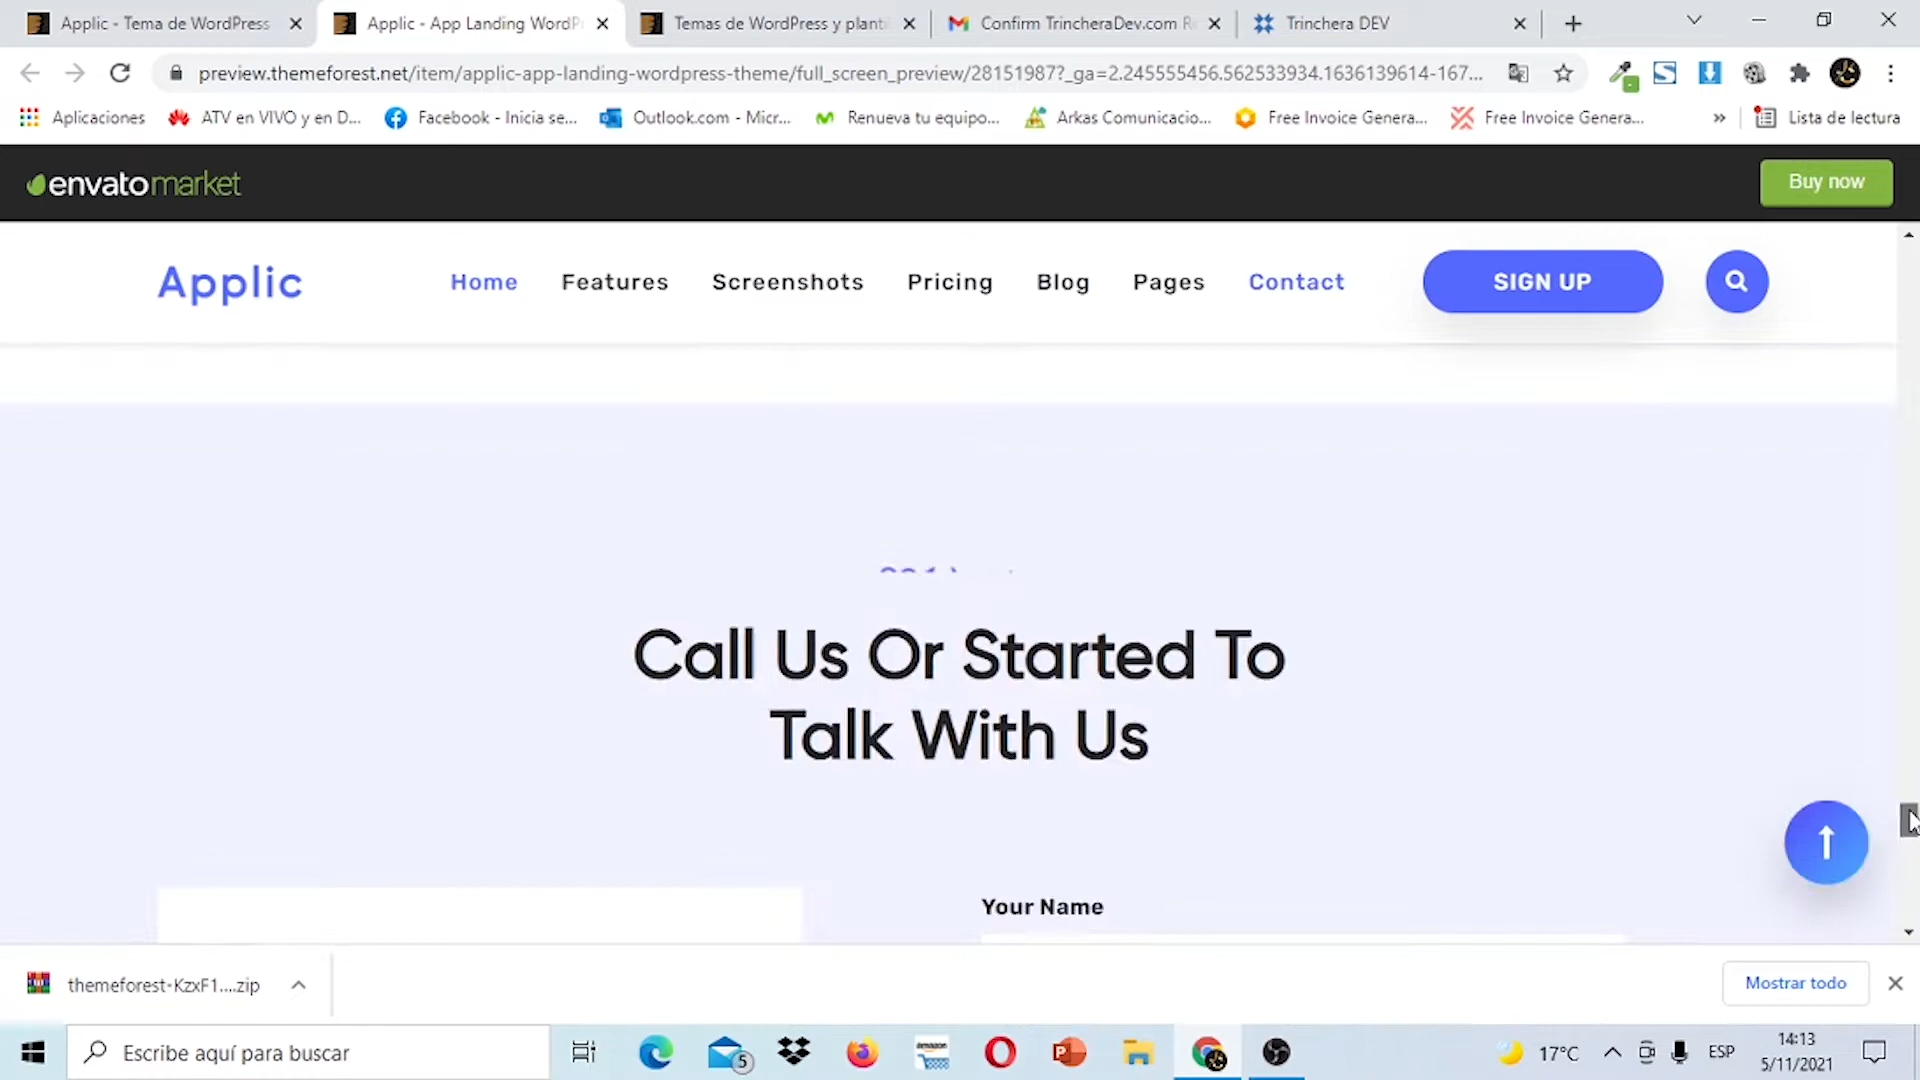 Applic - Tema de WordPress
Applic - App Landing WordP
Temas de WordPress y planti
Confirm TrincheraDev.com R
Trinchera DEV
preview.themeforest.net/item/applic-app-landing-wordpress-theme/full_screen_preview/28151987?_ga=2.245555456.562533934.1636139614-167...
Aplicaciones
ATV en VIVO y en D...
Facebook - Inicia se...
Outlook.com - Micr...
Renueva tu equipo...
Arkas Comunicacio...
Free Invoice Genera...
Free Invoice Genera...
»
Lista de lectura
envatomarket
Buy now
Applic
Home
Features
Screenshots
Pricing
Blog
Pages
Contact
SIGN UP
Call Us Or Started To
Talk With Us
Your Name
themeforest-KzxF1....zip
Mostrar todo
Escribe aquí para buscar
5
amazon
17°C
ESP
14:13
5/11/2021